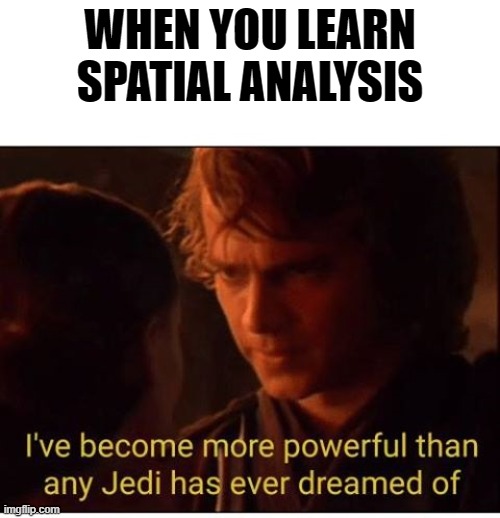 WHEN YOU LEARN
SPATIAL ANALYSIS
I've become more powerful than
any Jedi has ever dreamed of
imgflip.com